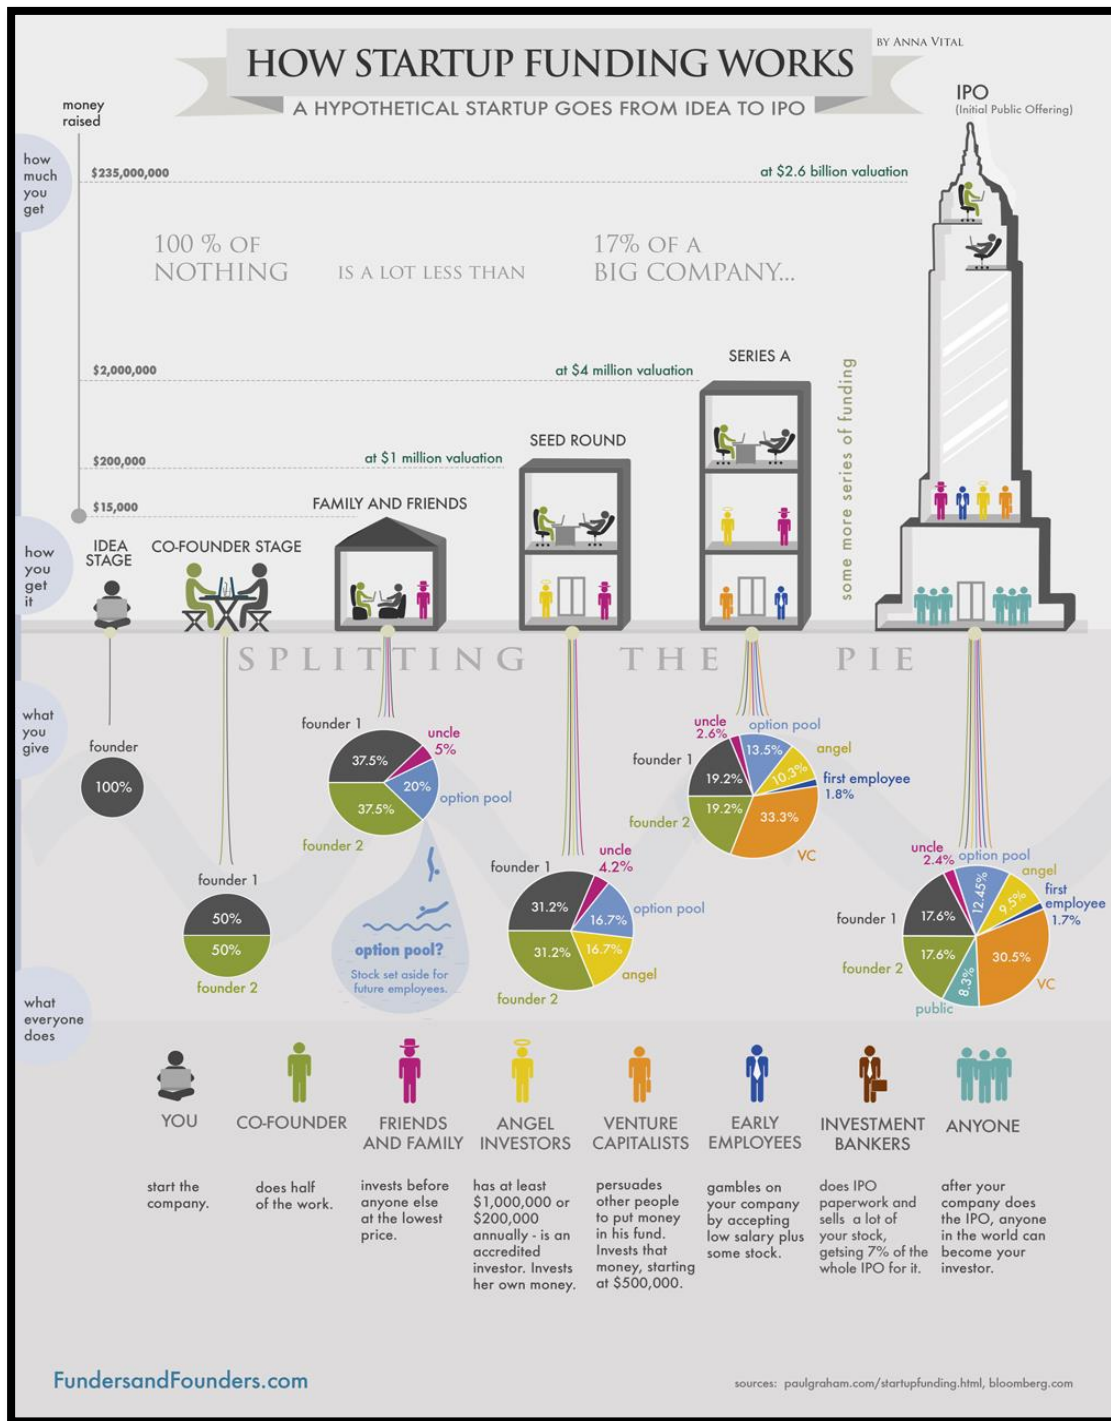 HOW STARTUP FUNDING WORKS
BY ANNA VITAL
A HYPOTHETICAL STARTUP GOES FROM IDEA TO IPO
IPO
(Initial Public Offering)
money
raised
how
much
you
get
$235,000,000
at $2.6 billion valuation
100 % OF
NOTHING
IS A LOT LESS THAN
17% OF A
BIG COMPANY...
SERIES A
$2,000,000
at $4 million valuation
some more series of funding
SEED ROUND
$200,000
at $1 million valuation
FAMILY AND FRIENDS
$15,000
how
you
get
it
IDEA
STAGE
CO-FOUNDER STAGE
SPLITTING THE PIE
what
you
give
founder
100%
founder 1
50%
50%
founder 2
founder 1
uncle
5%
37.5%
20%
option pool
37.5%
founder 2
option pool?
Stock set aside for
future employees.
founder 1
uncle
4.2%
31.2%
option pool
16.7%
31.2%
16.7%
angel
founder 2
uncle
2.6%
option pool
13.5%
angel
founder 1
10.3%
first employee
1.8%
19.2%
19.2%
founder 2
33.3%
VC
uncle
2.4%
option pool
angel
12.45%
9.5%
first
employee
1.7%
founder 1
17.6%
founder 2
17.6%
30.5%
8.3%
VC
public
what
everyone
does
YOU
start the
company.
CO-FOUNDER
does half
of the work.
FRIENDS
AND FAMILY
invests before
anyone else
at the lowest
price.
ANGEL
INVESTORS
has at least
$1,000,000 or
$200,000
annually - is an
accredited
investor. Invests
her own money.
VENTURE
CAPITALISTS
persuades
other people
to put money
in his fund.
Invests that
money, starting
at $500,000.
EARLY
EMPLOYEES
gambles on
your company
by accepting
low salary plus
some stock.
INVESTMENT
BANKERS
does IPO
paperwork and
sells a lot of
your stock,
getsing 7% of the
whole IPO for it.
ANYONE
after your
company does
the IPO, anyone
in the world can
become your
investor.
FundersandFounders.com
sources: paulgraham.com/startupfunding.html, bloomberg.com